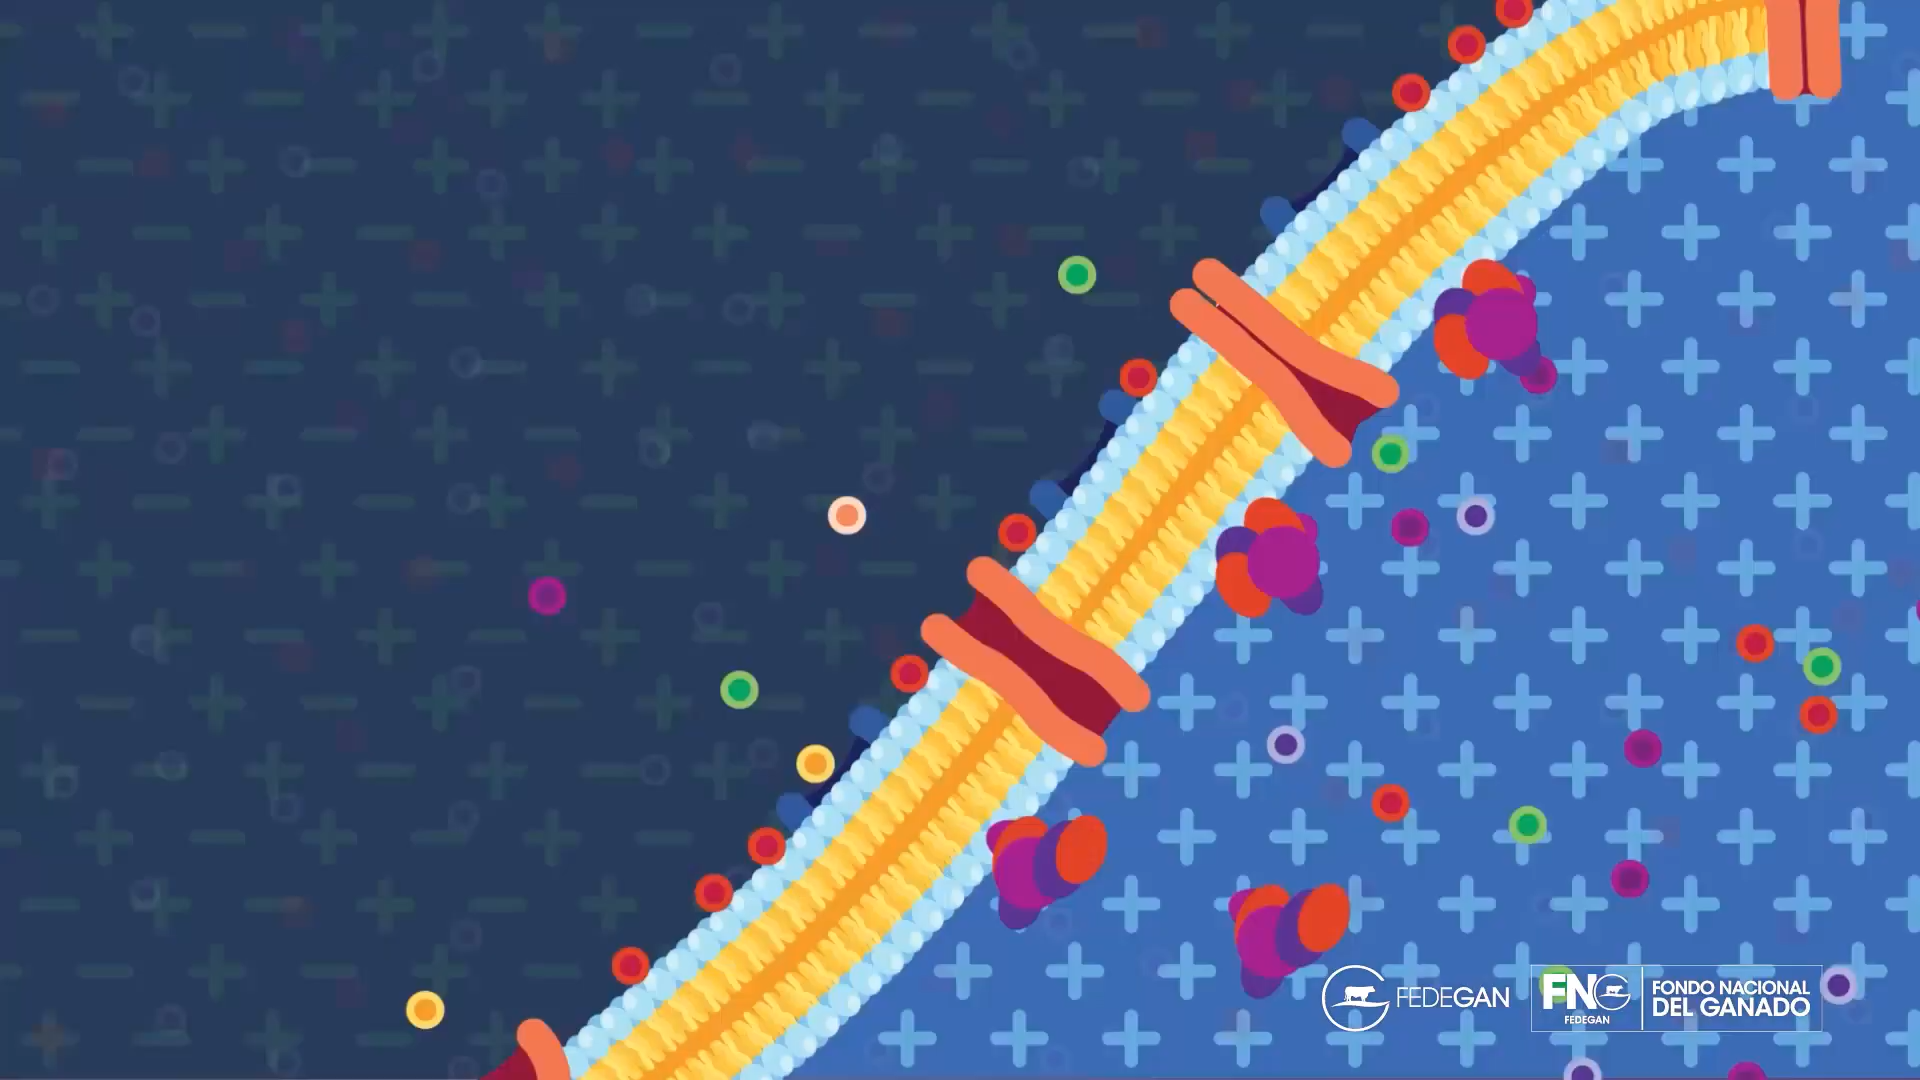 FEDEGAN
FNG
FEDEGAN
FONDO NACIONAL
DEL GANADO